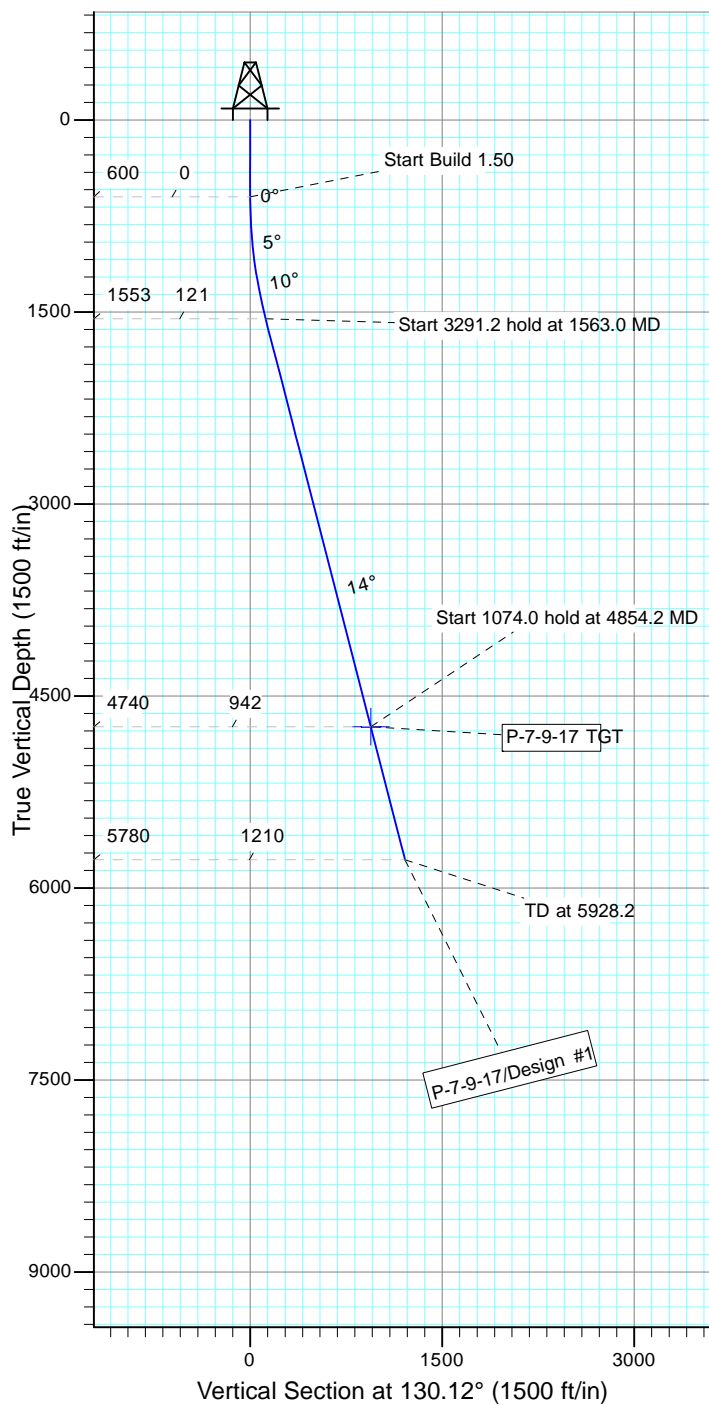 0
Start Build 1.50
600 0
0°
5°
10°
1553 121
1500
Start 3291.2 hold at 1563.0 MD
3000
True Vertical Depth (1500 ft/in)
14°
Start 1074.0 hold at 4854.2 MD
4500
4740 942
P-7-9-17 TGT
5780 1210
6000
TD at 5928.2
P-7-9-17/Design #1
7500
9000
0 1500 3000
Vertical Section at 130.12° (1500 ft/in)